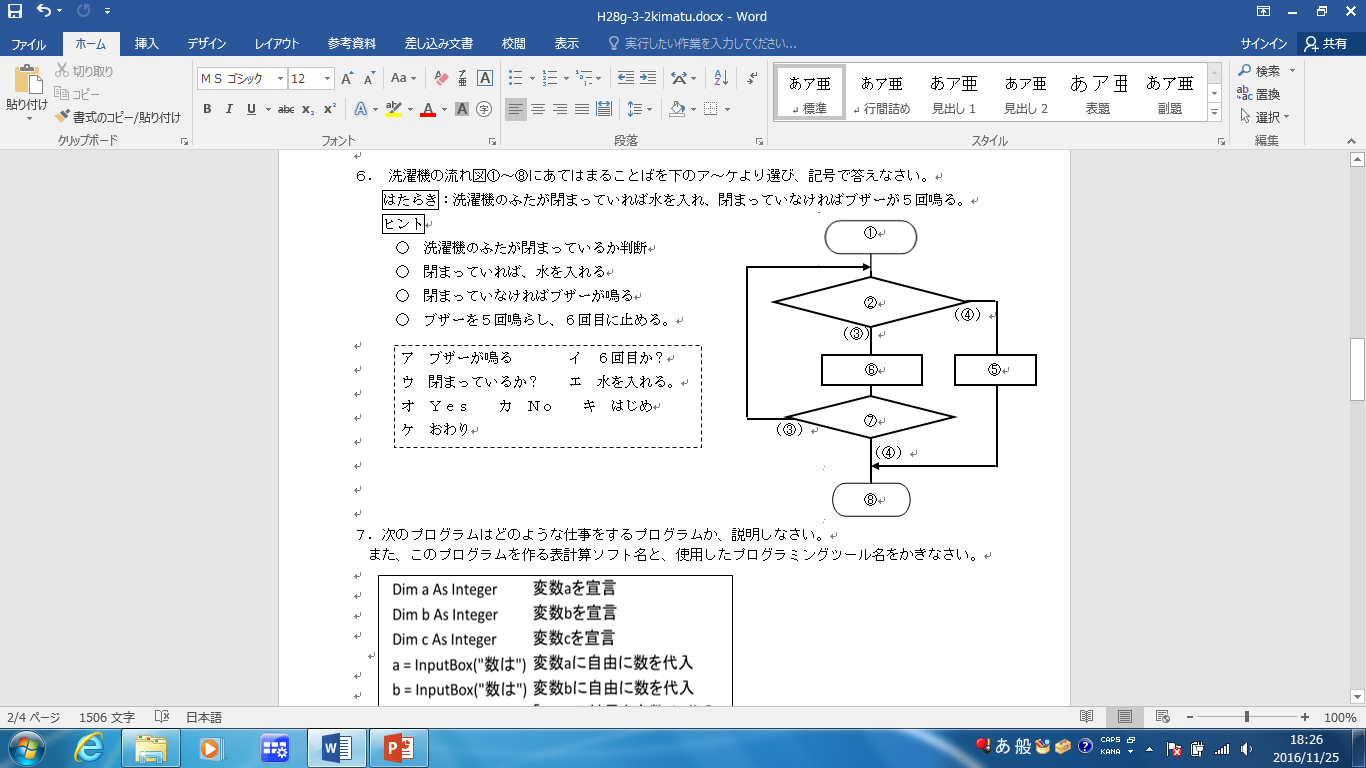 H28g-3-2kimatu.docx - Word
ファイル ホーム 挿入 デザイン レイアウト 参考資料 差し込み文書 校閲 表示 実行したい作業を入力してください... サインイン 共有
貼り付け
切り取り
コピー
書式のコピー/貼り付け
クリップボード
ＭＳ ゴシック 12
フォント
段落
あア亜 あア亜 あア亜 あア亜 あア亜 あア亜
標準 行間詰め 見出し 1 見出し 2 表題 副題
スタイル
検索
置換
選択
編集
６． 洗濯機の流れ図①～⑧にあてはまることばを下のア～ケより選び、記号で答えなさい。
はたらき：洗濯機のふたが閉まっていれば水を入れ、閉まっていなければブザーが５回鳴る。
ヒント
○ 洗濯機のふたが閉まっているか判断
○ 閉まっていれば、水を入れる
○ 閉まっていなければブザーが鳴る
○ ブザーを５回鳴らし、６回目に止める。
ア ブザーが鳴る イ ６回目か？
ウ 閉まっているか？ エ 水を入れる。
オ Ｙｅｓ カ Ｎｏ キ はじめ
ケ おわり
①
②
（④）
（③）
⑥
⑤
⑦
（③）
（④）
⑧
７．次のプログラムはどのような仕事をするプログラムか、説明しなさい。
また、このプログラムを作る表計算ソフト名と、使用したプログラミングツール名をかきなさい。
Dim a As Integer 変数aを宣言
Dim b As Integer 変数bを宣言
Dim c As Integer 変数cを宣言
a = InputBox("数は") 変数aに自由に数を代入
b = InputBox("数は") 変数bに自由に数を代入
2/4 ページ 1506 文字 日本語 100%
あ 般 CAPS KANA
18:26
2016/11/25